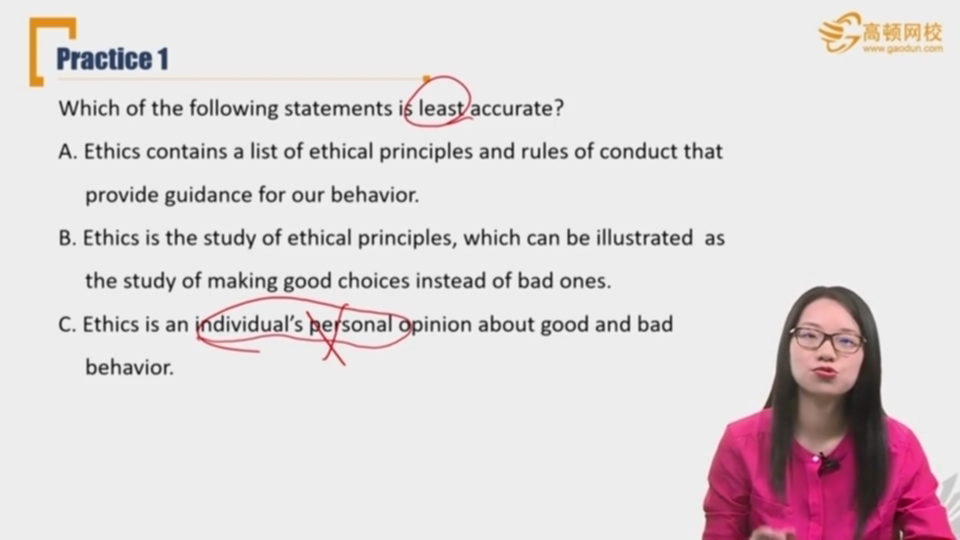 Practice 1
高顿网校
www.gaodun.com
Which of the following statements is least accurate?
A. Ethics contains a list of ethical principles and rules of conduct that
provide guidance for our behavior.
B. Ethics is the study of ethical principles, which can be illustrated as
the study of making good choices instead of bad ones.
C. Ethics is an individual's personal opinion about good and bad
behavior.